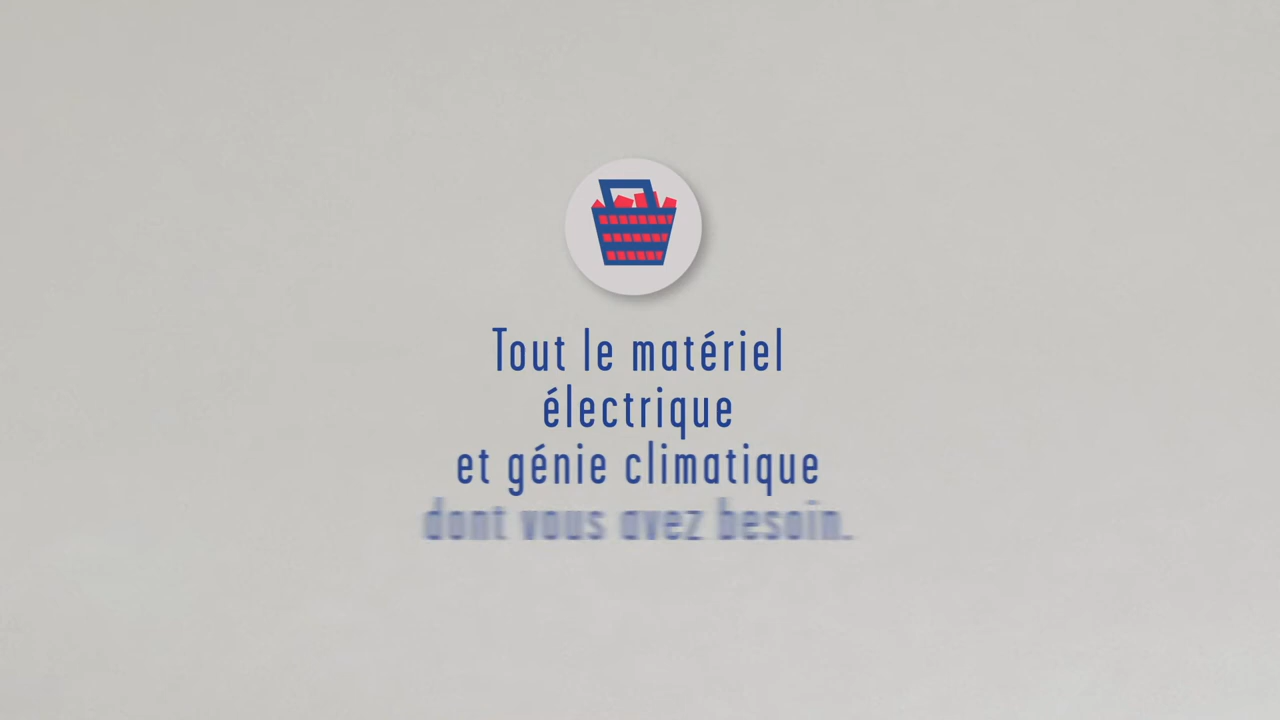 Tout le matériel
électrique
et génie climatique
dont vous avez besoin.